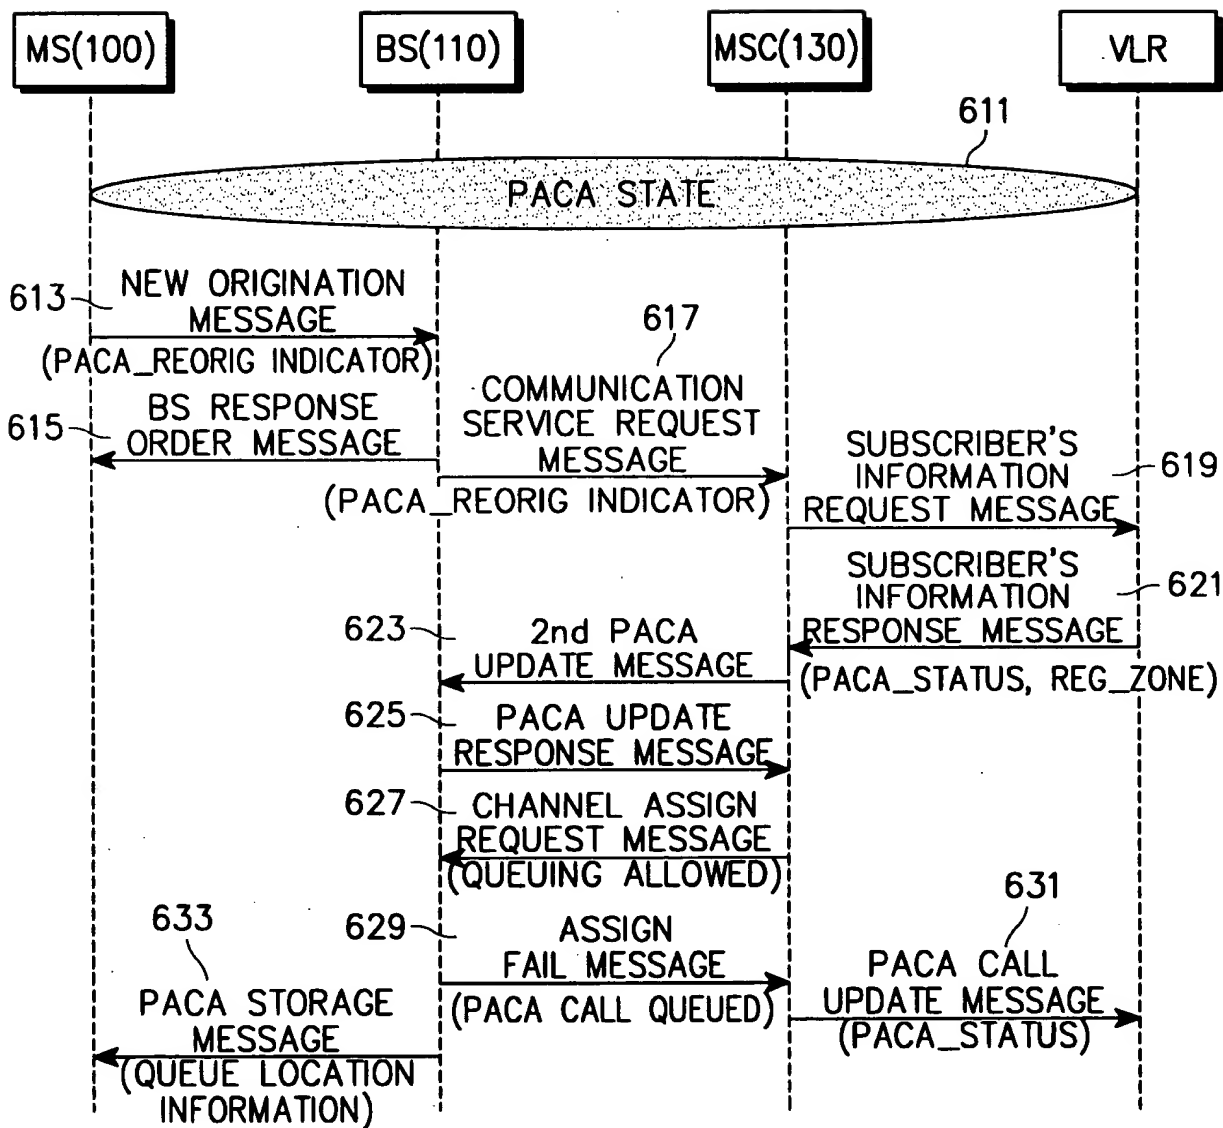 MS(100)
BS(110)
MSC(130)
VLR
611
PACA STATE
613
NEW ORIGINATION
MESSAGE
(PACA_REORIG INDICATOR)
615
BS RESPONSE
ORDER MESSAGE
617
COMMUNICATION
SERVICE REQUEST
MESSAGE
(PACA_REORIG INDICATOR)
SUBSCRIBER'S
INFORMATION
REQUEST MESSAGE
619
SUBSCRIBER'S
INFORMATION
RESPONSE MESSAGE
(PACA_STATUS, REG_ZONE)
621
623
2nd PACA
UPDATE MESSAGE
625
PACA UPDATE
RESPONSE MESSAGE
627
CHANNEL ASSIGN
REQUEST MESSAGE
(QUEUING ALLOWED)
629
ASSIGN
FAIL MESSAGE
(PACA CALL QUEUED)
631
PACA CALL
UPDATE MESSAGE
(PACA_STATUS)
633
PACA STORAGE
MESSAGE
(QUEUE LOCATION
INFORMATION)